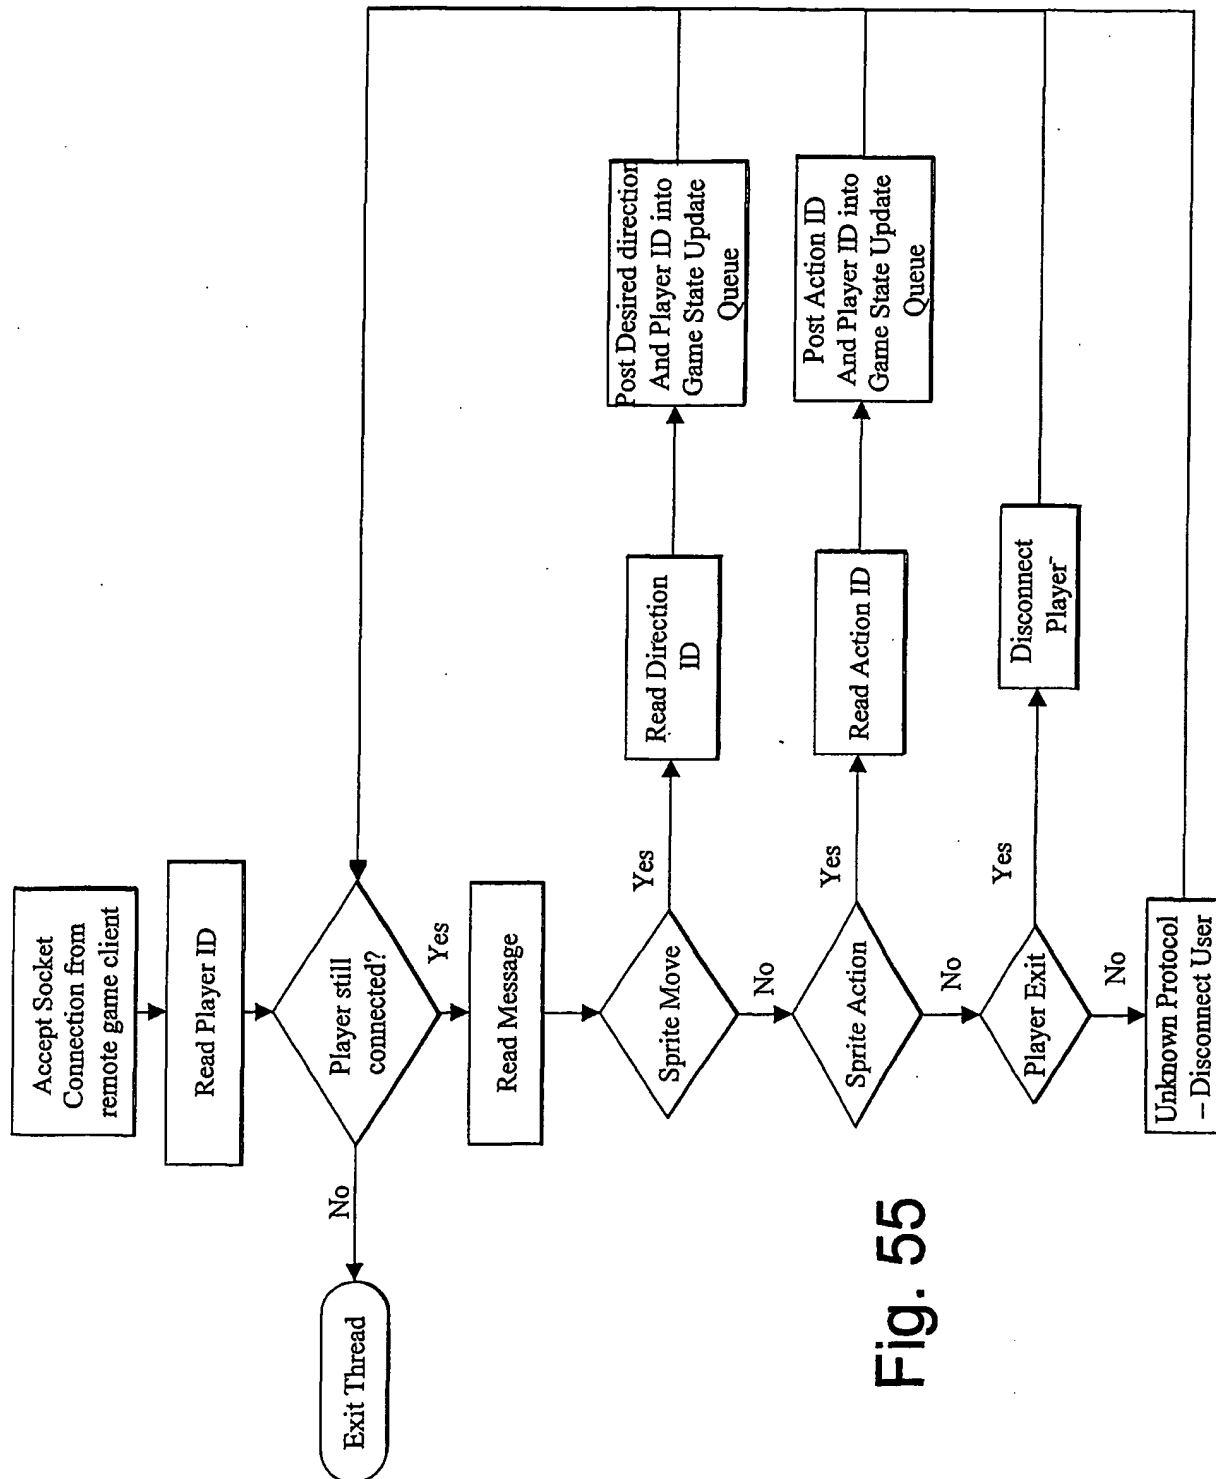 Accept Socket
Connection from
remote game client
Read Player ID
Player still
connected?
No
Exit Thread
Yes
Read Message
Sprite Move
Yes
Read Direction
ID
Post Desired direction
And Player ID into
Game State Update
Queue
No
Sprite Action
Yes
Read Action ID
Post Action ID
And Player ID into
Game State Update
Queue
No
Player Exit
Yes
Disconnect
Player
No
Unknown Protocol
– Disconnect User
Fig. 55